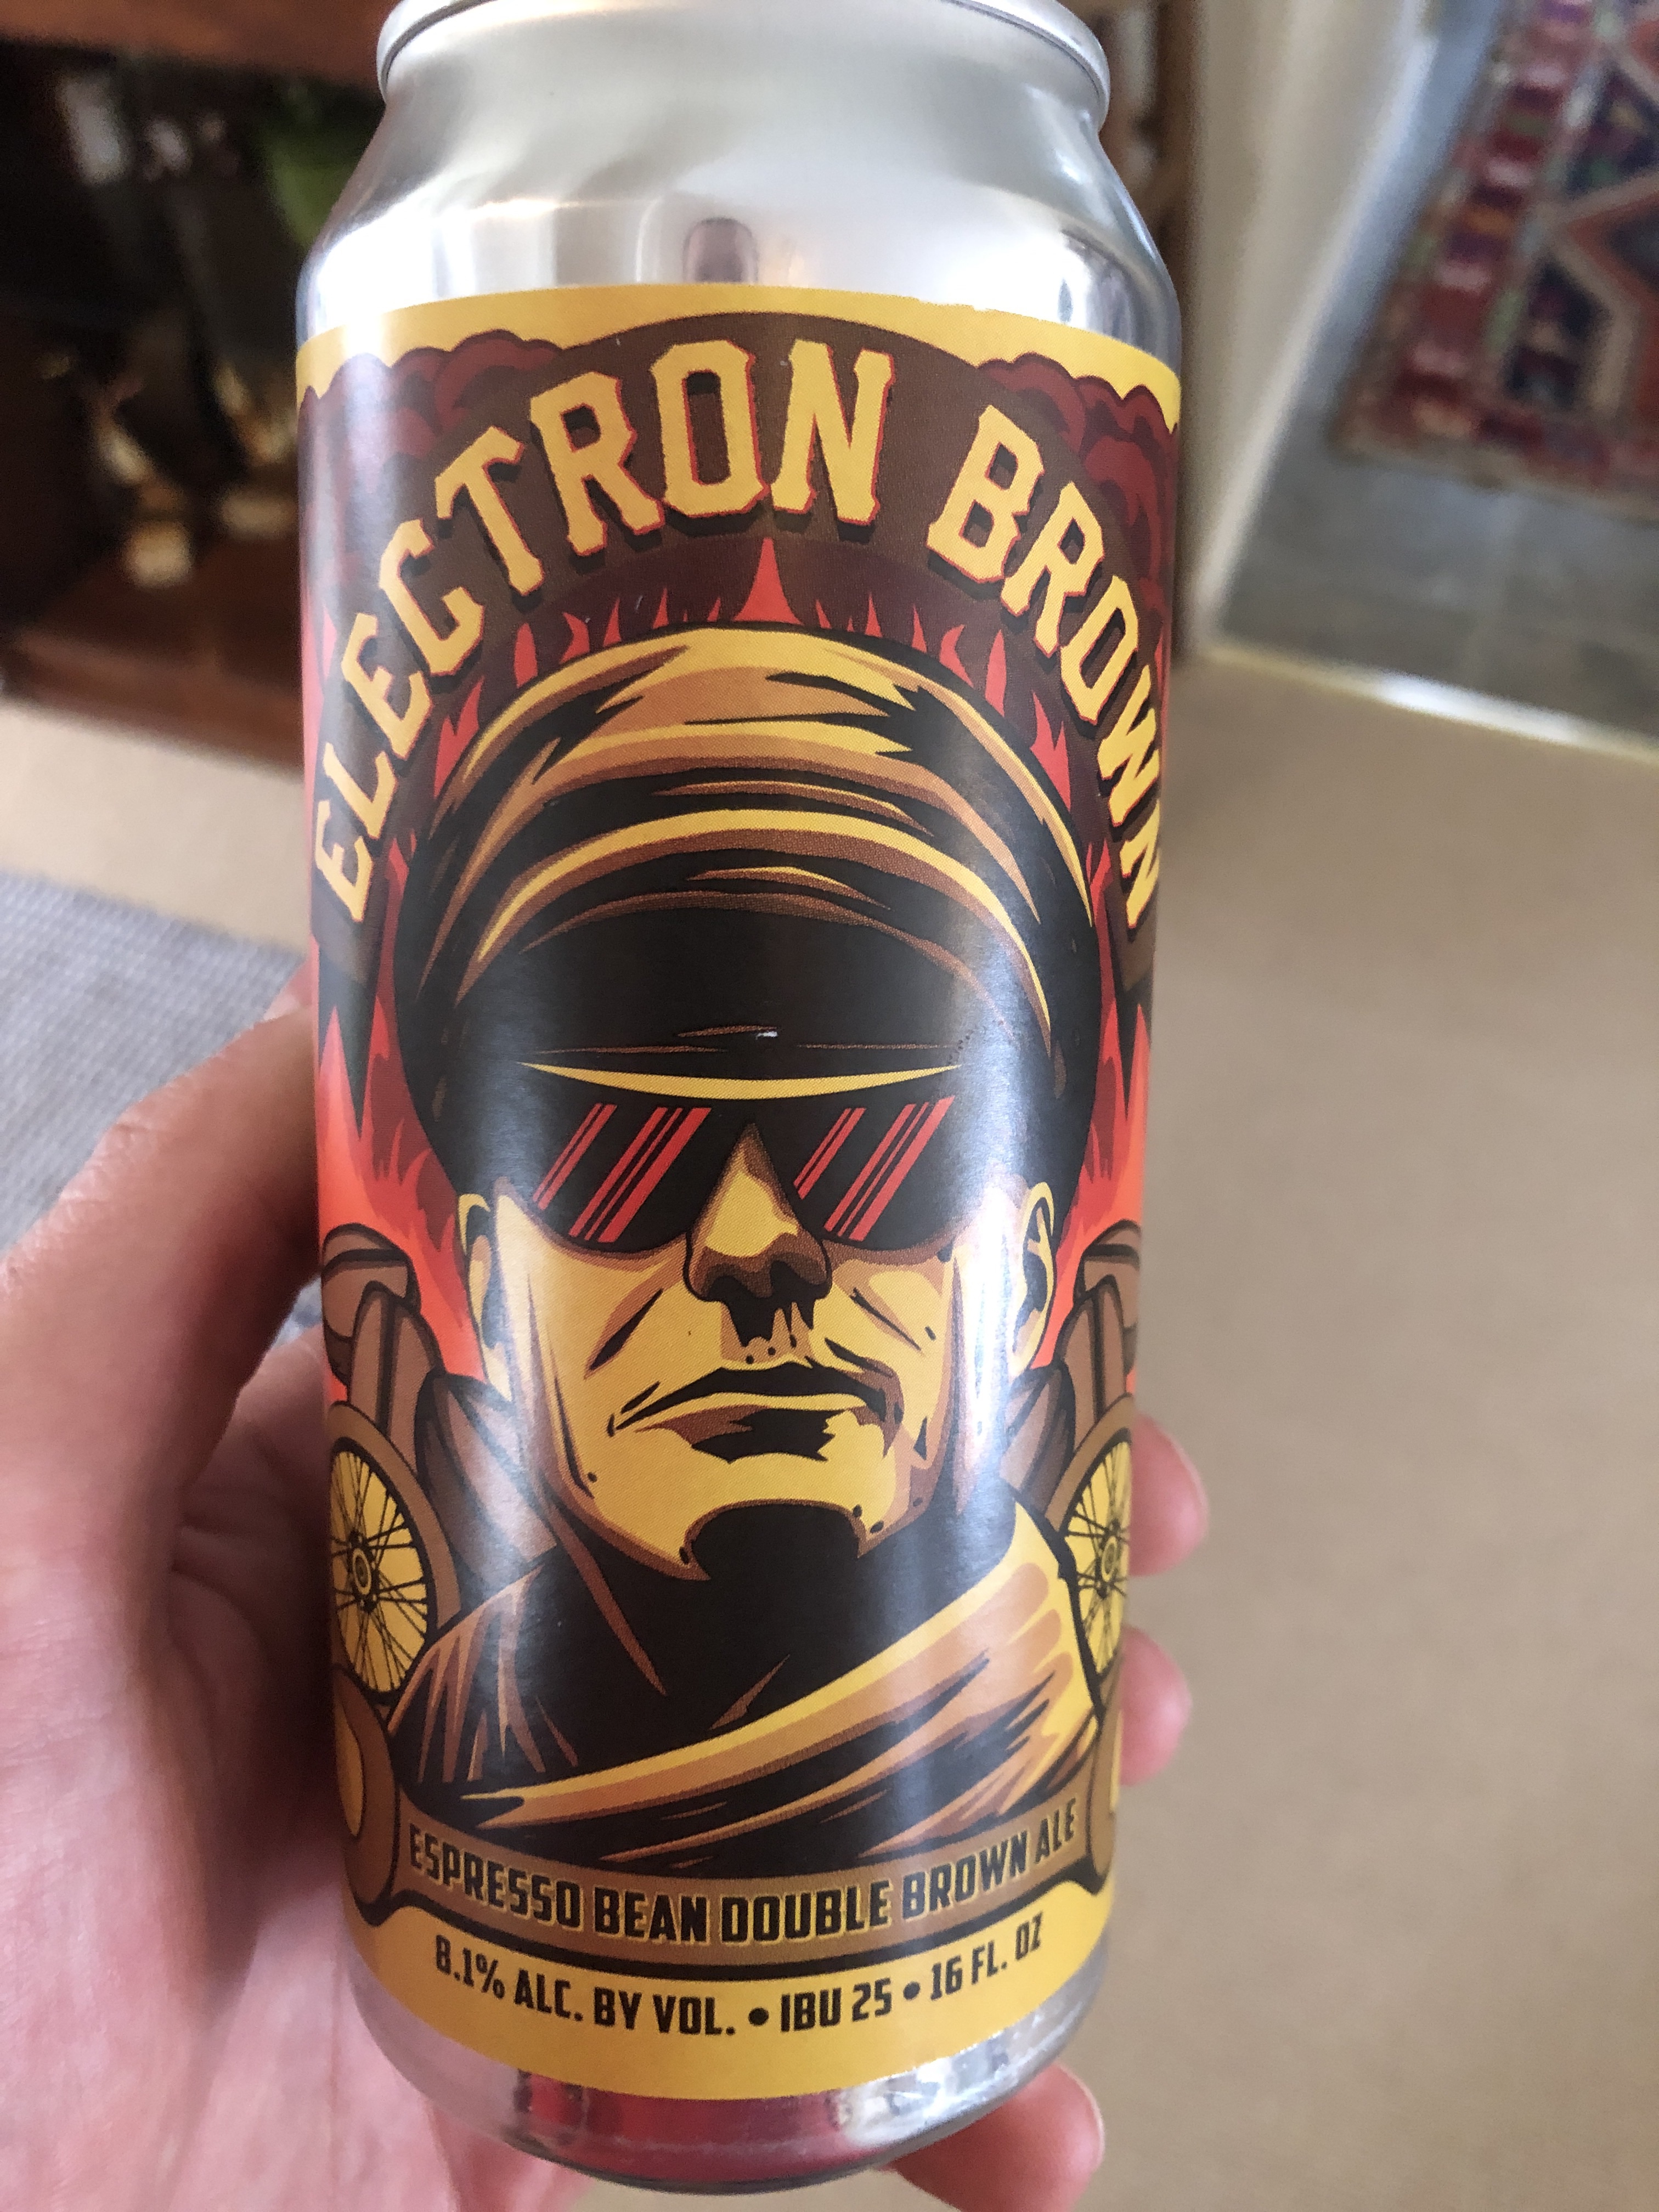 ELECTRON BROWN
ESPRESSO BEAN DOUBLE BROWN ALE
8.1% ALC. BY VOL. • IBU 25 • 16 FL. OZ